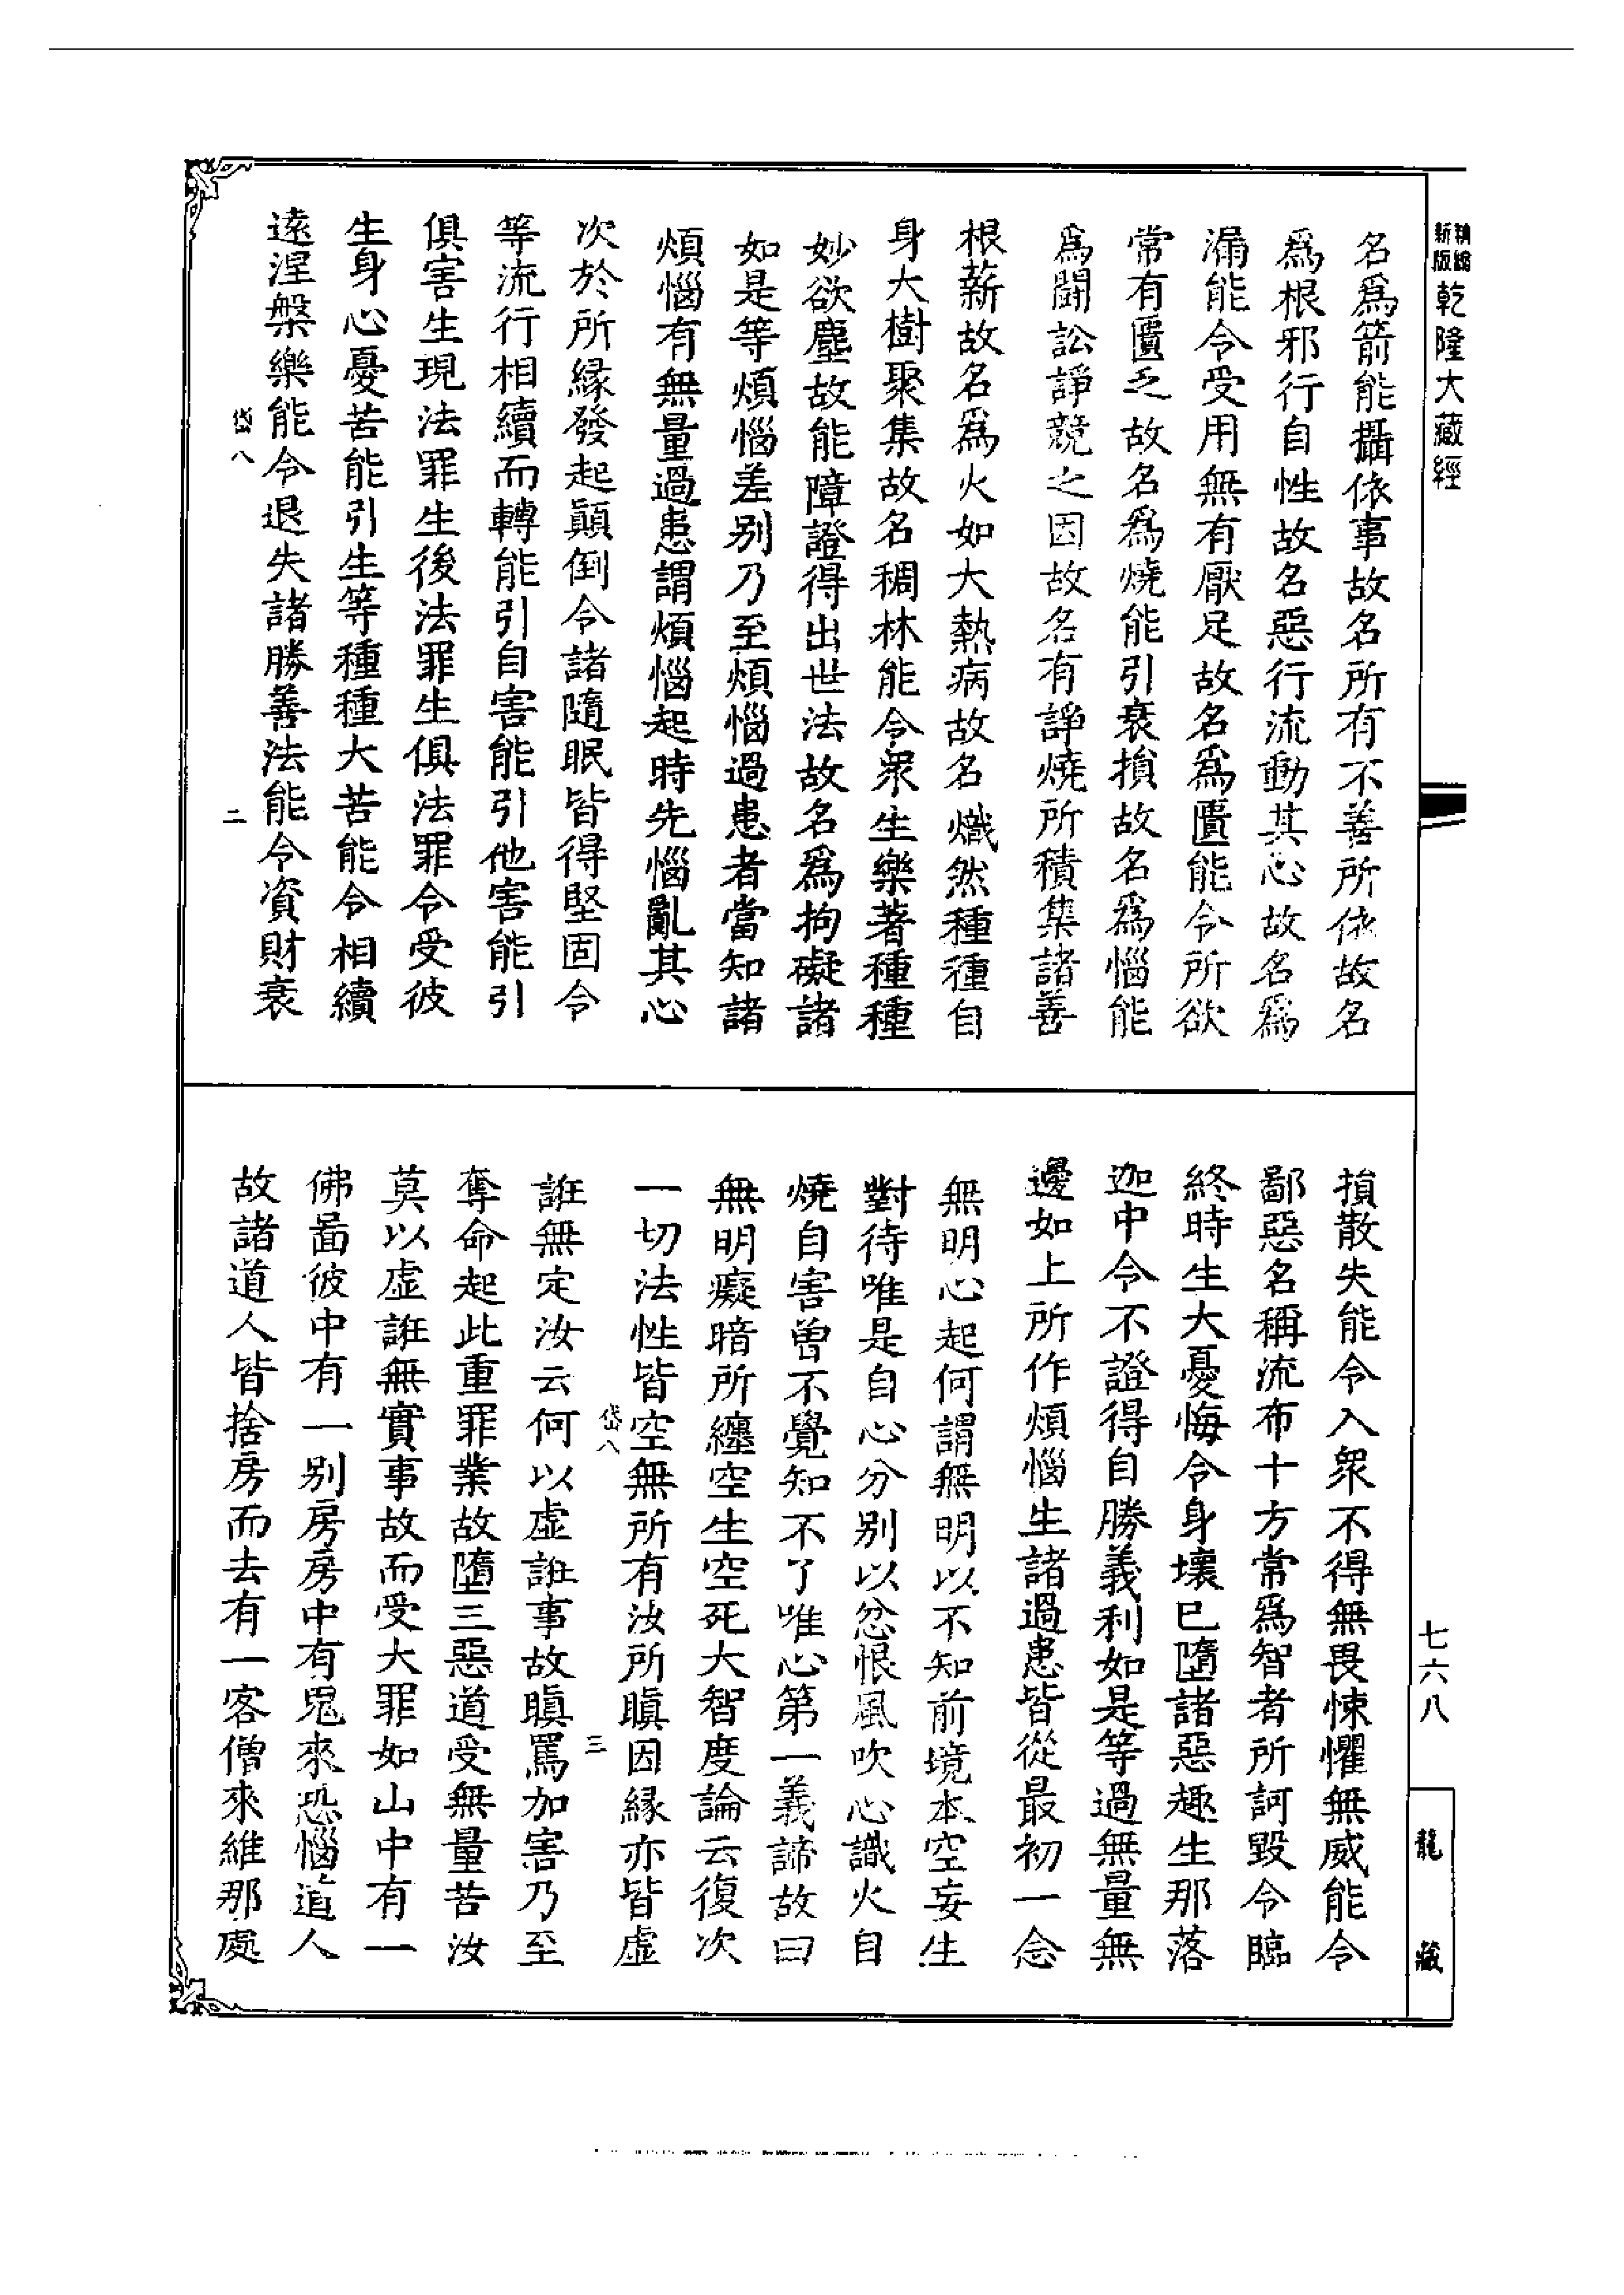 精縮
新版
乾隆大藏經
名爲箭能攝依事故名所有不善所依故名
爲根邪行自性故名惡行流動其心故名爲
漏能令受用無有厭足故名爲匱能令所欲
常有匱乏故名爲燒能引衰損故名爲惱能
爲鬪訟諍競之因故名有諍燒所積集諸善
根薪故名爲火如大熱病故名熾然種種自
身大樹聚集故名稠林能令衆生樂著種種
妙欲塵故能障證得出世法故名爲拘礙諸
如是等煩惱差别乃至煩惱過患者當知諸
煩惱有無量過患謂煩惱起時先惱亂其心
次於所緣發起顛倒令諸隨眠皆得堅固令
等流行相續而轉能引自害能引他害能引
俱害生現法罪生後法罪生俱法罪令受彼
生身心憂苦能引生等種種大苦能令相續
遠涅槃樂能令退失諸勝善法能令資財衰
岱八
二
損散失能令入衆不得無畏悚懼無威能令
鄙惡名稱流布十方常爲智者所訶毀令臨
終時生大憂悔令身壞已墮諸惡趣生那落
迦中令不證得自勝義利如是等過無量無
邊如上所作煩惱生諸過患皆從最初一念
無明心起何謂無明以不知前境本空妄生
對待唯是自心分别以忿恨風吹心識火自
燒自害曾不覺知不了唯心第一義諦故曰
無明癡暗所纏空生空死大智度論云復次
一切法性皆空無所有汝所瞋因緣亦皆虛
岱八
三
誑無定汝云何以虛誑事故瞋罵加害乃至
奪命起此重罪業故墮三惡道受無量苦汝
莫以虛誑無實事故而受大罪如山中有一
佛啚彼中有一别房房中有鬼來恐惱道人
故諸道人皆捨房而去有一客僧來維那處
七六八
龍藏